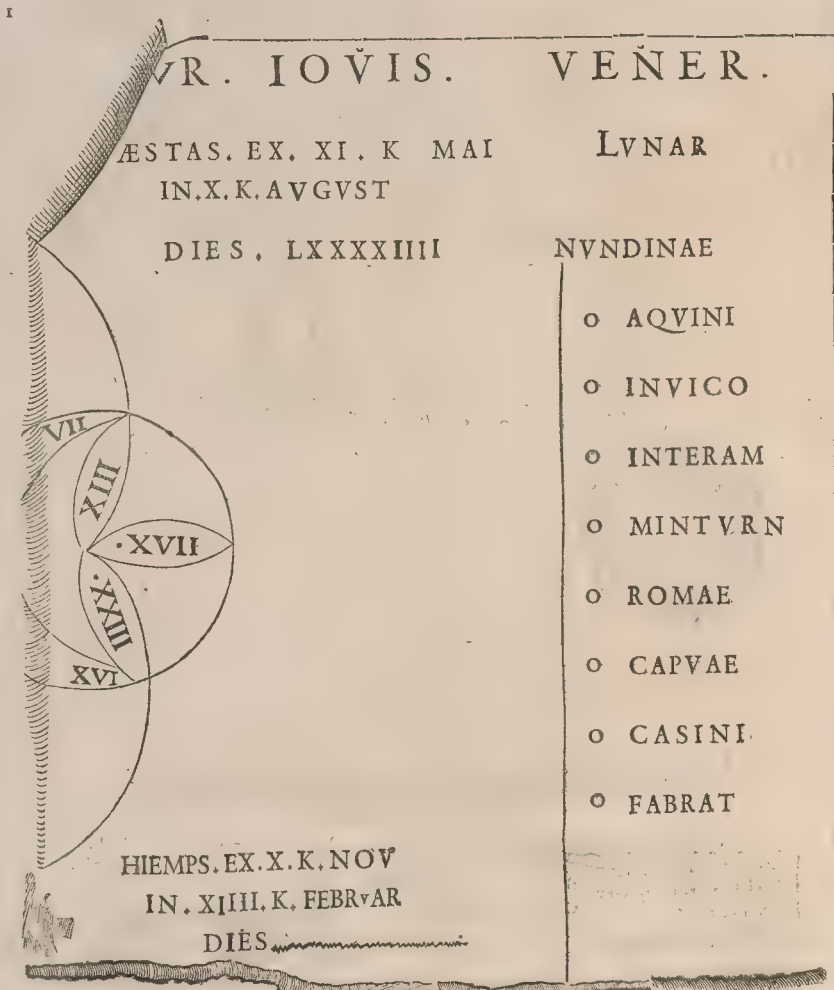 I
VR. IOVIS. VENER.
ÆSTAS. EX. XI. K MAI
IN. X. K. AVGVST
DIES. LXXXXIIII
LVNAR
NVNDINAE
o AQVINI
o INVICO
o INTERAM
o MINTVRN
o ROMAE
o CAPVAE
o CASINI
o FABRAT
VII
XIII
.XVII
XXIII
XVI
HIEMPS. EX. X. K. NOV
IN. XIIII. K. FEBRVAR
DIES